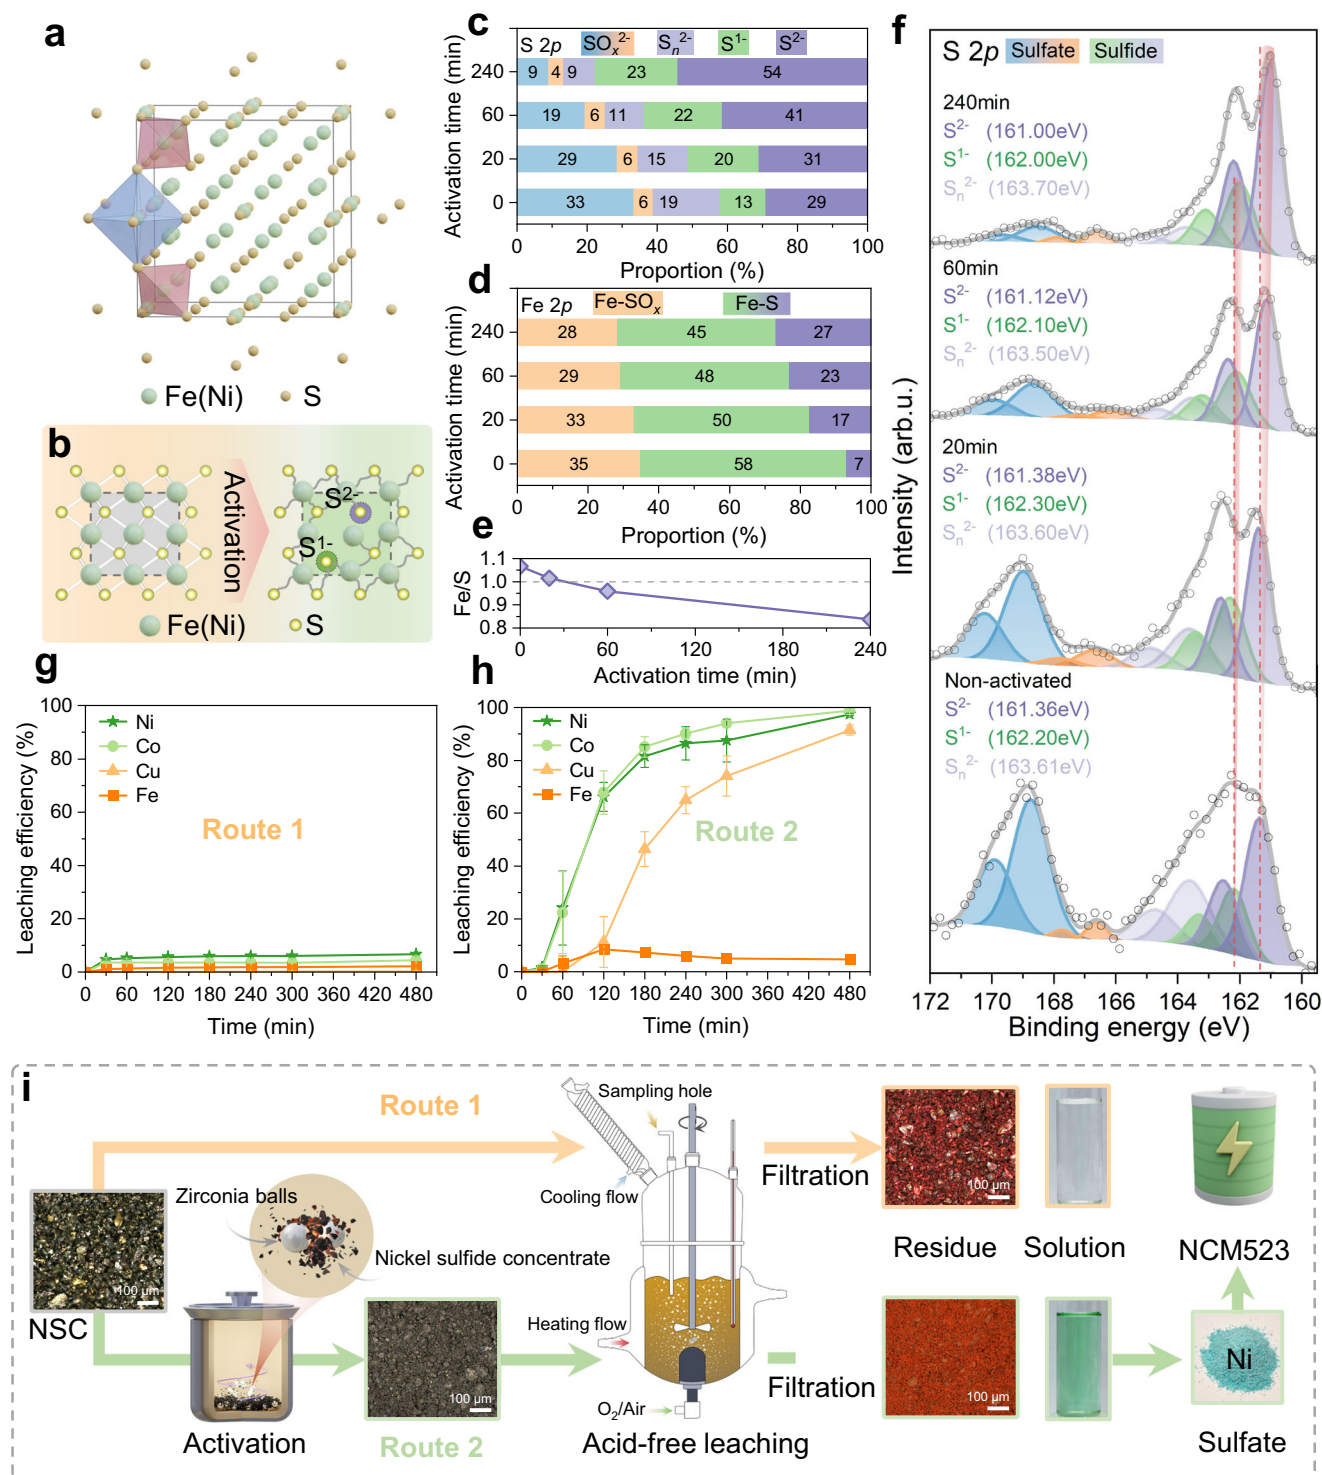 a
Fe(Ni) S
b
Activation
S2-
S1-
Fe(Ni) S
c
S 2p SOx2- Sn2- S1- S2-
Activation time (min)
240 9 4 9 23 54
60 19 6 11 22 41
20 29 6 15 20 31
0 33 6 19 13 29
0 20 40 60 80 100
Proportion (%)
d
Fe 2p Fe-SOx Fe-S
Activation time (min)
240 28 45 27
60 29 48 23
20 33 50 17
0 35 58 7
0 20 40 60 80 100
Proportion (%)
e
Fe/S
1.1
1.0
0.9
0.8
0 60 120 180 240
Activation time (min)
f
S 2p Sulfate Sulfide
240min
S2- (161.00eV)
S1- (162.00eV)
Sn2- (163.70eV)
60min
S2- (161.12eV)
S1- (162.10eV)
Sn2- (163.50eV)
20min
S2- (161.38eV)
S1- (162.30eV)
Sn2- (163.60eV)
Non-activated
S2- (161.36eV)
S1- (162.20eV)
Sn2- (163.61eV)
Intensity (arb.u.)
172 170 168 166 164 162 160
Binding energy (eV)
g
Leaching efficiency (%)
100
80
60
40
20
0
Ni
Co
Cu
Fe
Route 1
0 60 120 180 240 300 360 420 480
Time (min)
h
Leaching efficiency (%)
100
80
60
40
20
0
Ni
Co
Cu
Fe
Route 2
0 60 120 180 240 300 360 420 480
Time (min)
i
Route 1
Zirconia balls
Nickel sulfide concentrate
100 μm
NSC
Activation
100 μm
Route 2
Sampling hole
Cooling flow
Heating flow
O2/Air
Acid-free leaching
Filtration
100 μm
Residue Solution NCM523
Filtration
100 μm
Ni
Sulfate